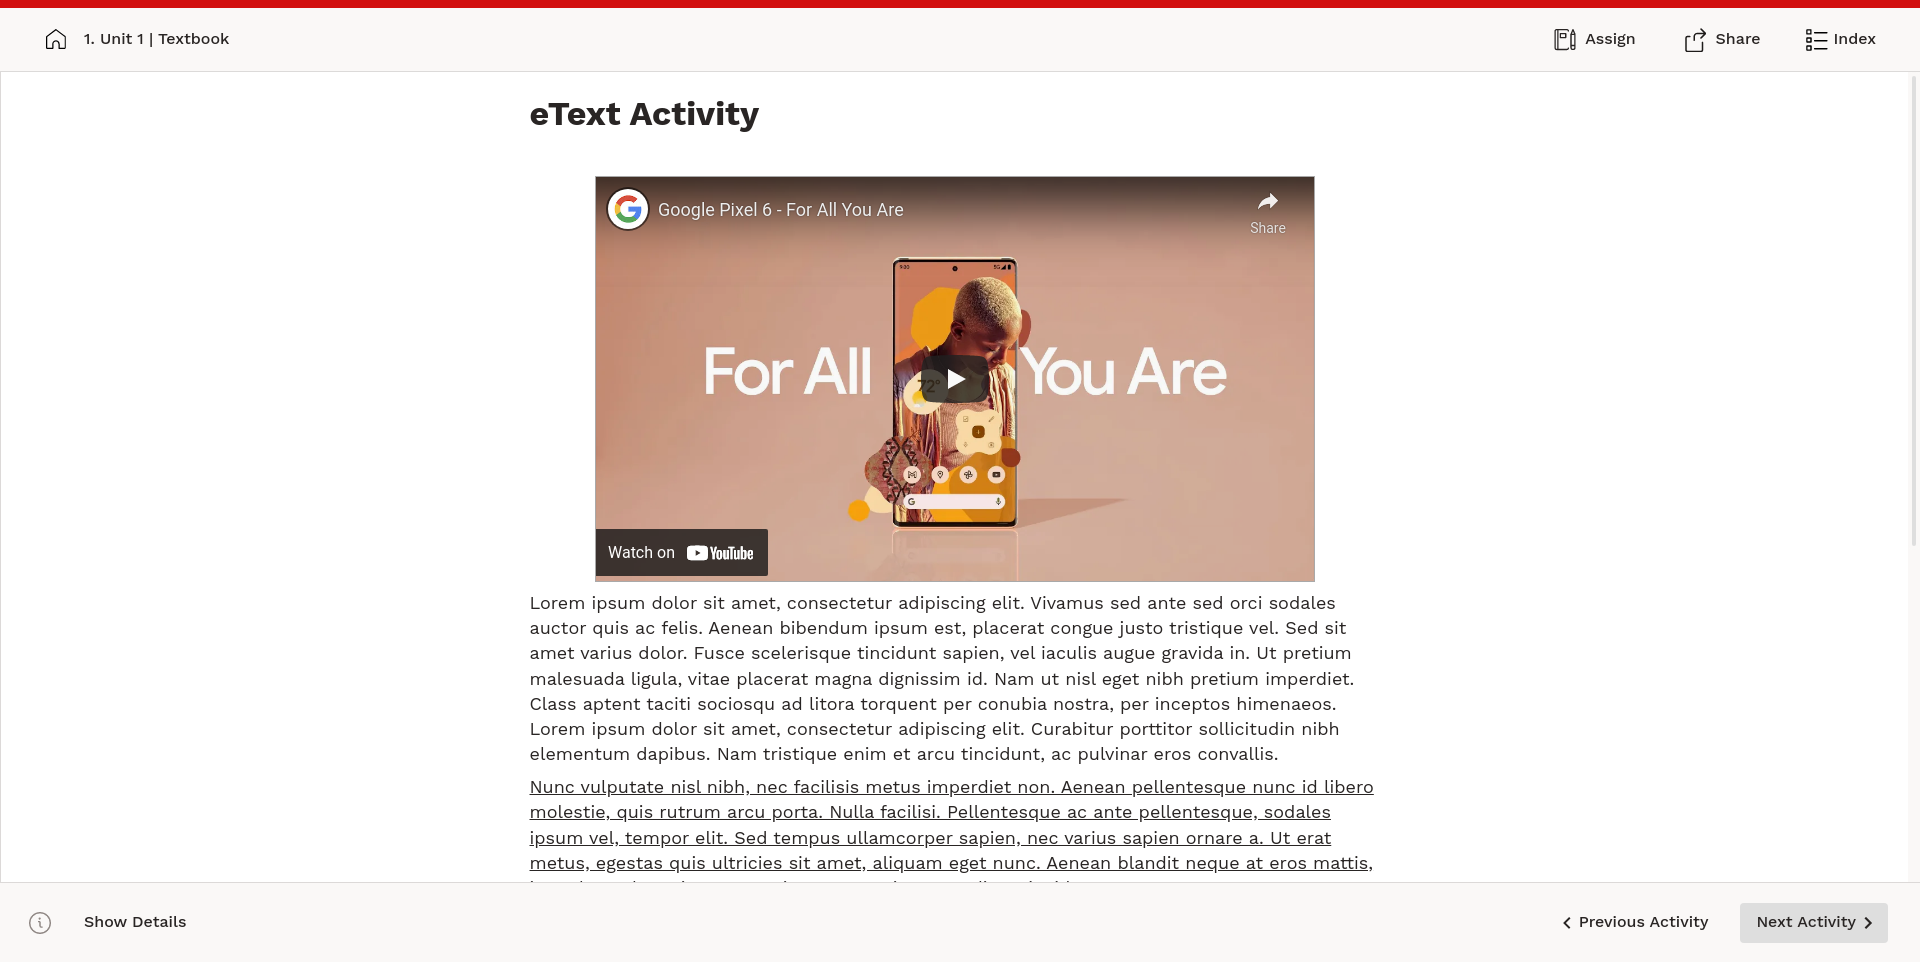 1. Unit 1 | Textbook
Assign
Share
Index
eText Activity
Google Pixel 6 - For All You Are
Share
9:00
5G
For All You Are
72°
Watch on YouTube
Lorem ipsum dolor sit amet, consectetur adipiscing elit. Vivamus sed ante sed orci sodales
auctor quis ac felis. Aenean bibendum ipsum est, placerat congue justo tristique vel. Sed sit
amet varius dolor. Fusce scelerisque tincidunt sapien, vel iaculis augue gravida in. Ut pretium
malesuada ligula, vitae placerat magna dignissim id. Nam ut nisl eget nibh pretium imperdiet.
Class aptent taciti sociosqu ad litora torquent per conubia nostra, per inceptos himenaeos.
Lorem ipsum dolor sit amet, consectetur adipiscing elit. Curabitur porttitor sollicitudin nibh
elementum dapibus. Nam tristique enim et arcu tincidunt, ac pulvinar eros convallis.
Nunc vulputate nisl nibh, nec facilisis metus imperdiet non. Aenean pellentesque nunc id libero
molestie, quis rutrum arcu porta. Nulla facilisi. Pellentesque ac ante pellentesque, sodales
ipsum vel, tempor elit. Sed tempus ullamcorper sapien, nec varius sapien ornare a. Ut erat
metus, egestas quis ultricies sit amet, aliquam eget nunc. Aenean blandit neque at eros mattis,
Show Details
Previous Activity
Next Activity